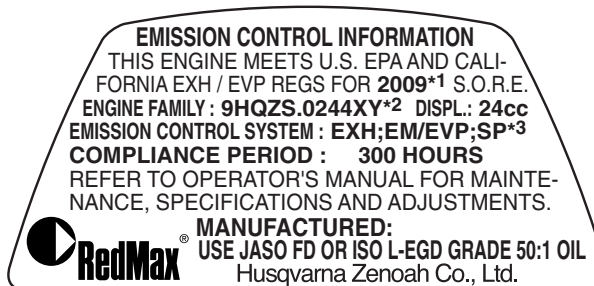 EMISSION CONTROL INFORMATION
THIS ENGINE MEETS U.S. EPA AND CALI-
FORNIA EXH / EVP REGS FOR 2009*1 S.O.R.E.
ENGINE FAMILY : 9HQZS.0244XY*2 DISPL.: 24cc
EMISSION CONTROL SYSTEM : EXH;EM/EVP;SP*3
COMPLIANCE PERIOD : 300 HOURS
REFER TO OPERATOR'S MANUAL FOR MAINTE-
NANCE, SPECIFICATIONS AND ADJUSTMENTS.
MANUFACTURED:
RedMax® USE JASO FD OR ISO L-EGD GRADE 50:1 OIL
Husqvarna Zenoah Co., Ltd.